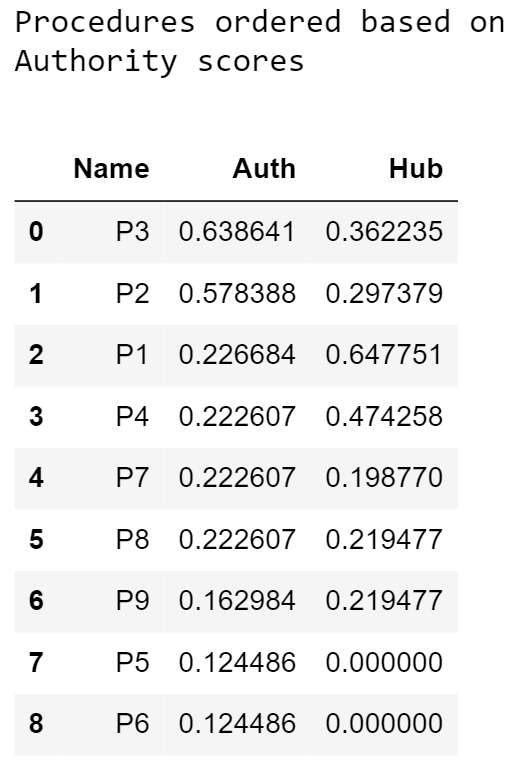 Procedures ordered based on
Authority scores
Name Auth Hub
0 P3 0.638641 0.362235
1 P2 0.578388 0.297379
2 P1 0.226684 0.647751
3 P4 0.222607 0.474258
4 P7 0.222607 0.198770
5 P8 0.222607 0.219477
6 P9 0.162984 0.219477
7 P5 0.124486 0.000000
8 P6 0.124486 0.000000